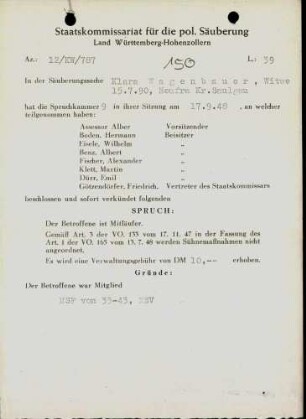 Staatskommissariat für die pol. Säuberung
Land Württemberg-Hohenzollern
Az.: 12/KW/787
150
L: 39
In der Säuberungssache Klara Wagenbauer, Witwe
15.7.90, Neufra Kr.Saulgau
hat die Spruchkammer 9 in ihrer Sitzung am 17.9.48 , an welcher
teilgenommen haben:
Assessor Alber Vorsitzender
Boden, Hermann Beisitzer
Eisele, Wilhelm „
Benz, Albert „
Fischer, Alexander „
Klett, Martin „
Dürr, Emil „
Götzendörfer, Friedrich, Vertreter des Staatskommissars
beschlossen und sofort verkündet folgenden
SPRUCH:
Der Betroffene ist Mitläufer.
Gemäß Art. 3 der VO. 133 vom 17. 11. 47 in der Fassung des
Art. 1 der VO. 165 vom 13. 7. 48 werden Sühnemaßnahmen nicht
angeordnet.
Es wird eine Verwaltungsgebühr von DM 10,-- erhoben.
Gründe:
Der Betroffene war Mitglied
von 33-43, NSV